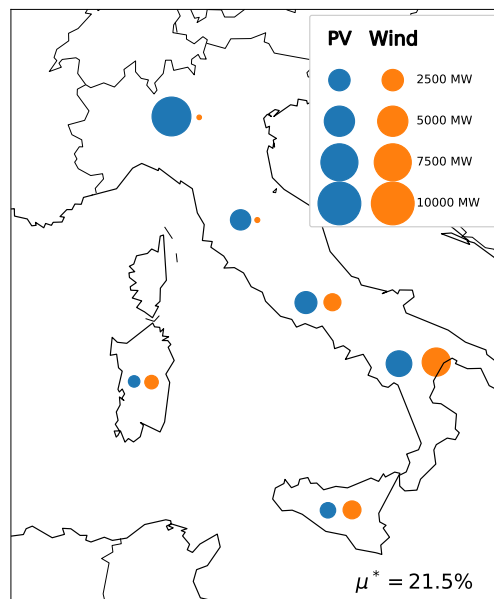 PV Wind
2500 MW
5000 MW
7500 MW
10000 MW
μ* = 21.5%